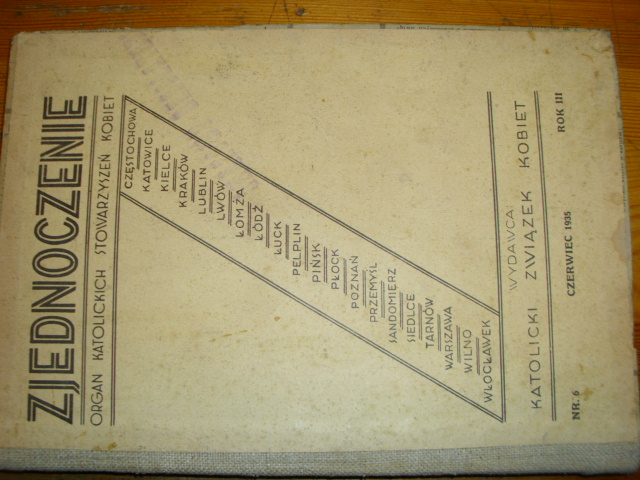 ZJEDNOCZENIE
ORGAN KATOLICKICH STOWARZYSZEŃ KOBIET
CZĘSTOCHOWA
KATOWICE
KIELCE
KRAKÓW
LUBLIN
LWÓW
ŁOMŻA
ŁÓDŹ
ŁUCK
PELPLIN
PIŃSK
PŁOCK
POZNAŃ
PRZEMYŚL
SANDOMIERZ
SIEDLCE
TARNÓW
WARSZAWA
WILNO
WŁOCŁAWEK
WYDAWCA:
KATOLICKI ZWIĄZEK KOBIET
NR. 6 CZERWIEC 1935 ROK III